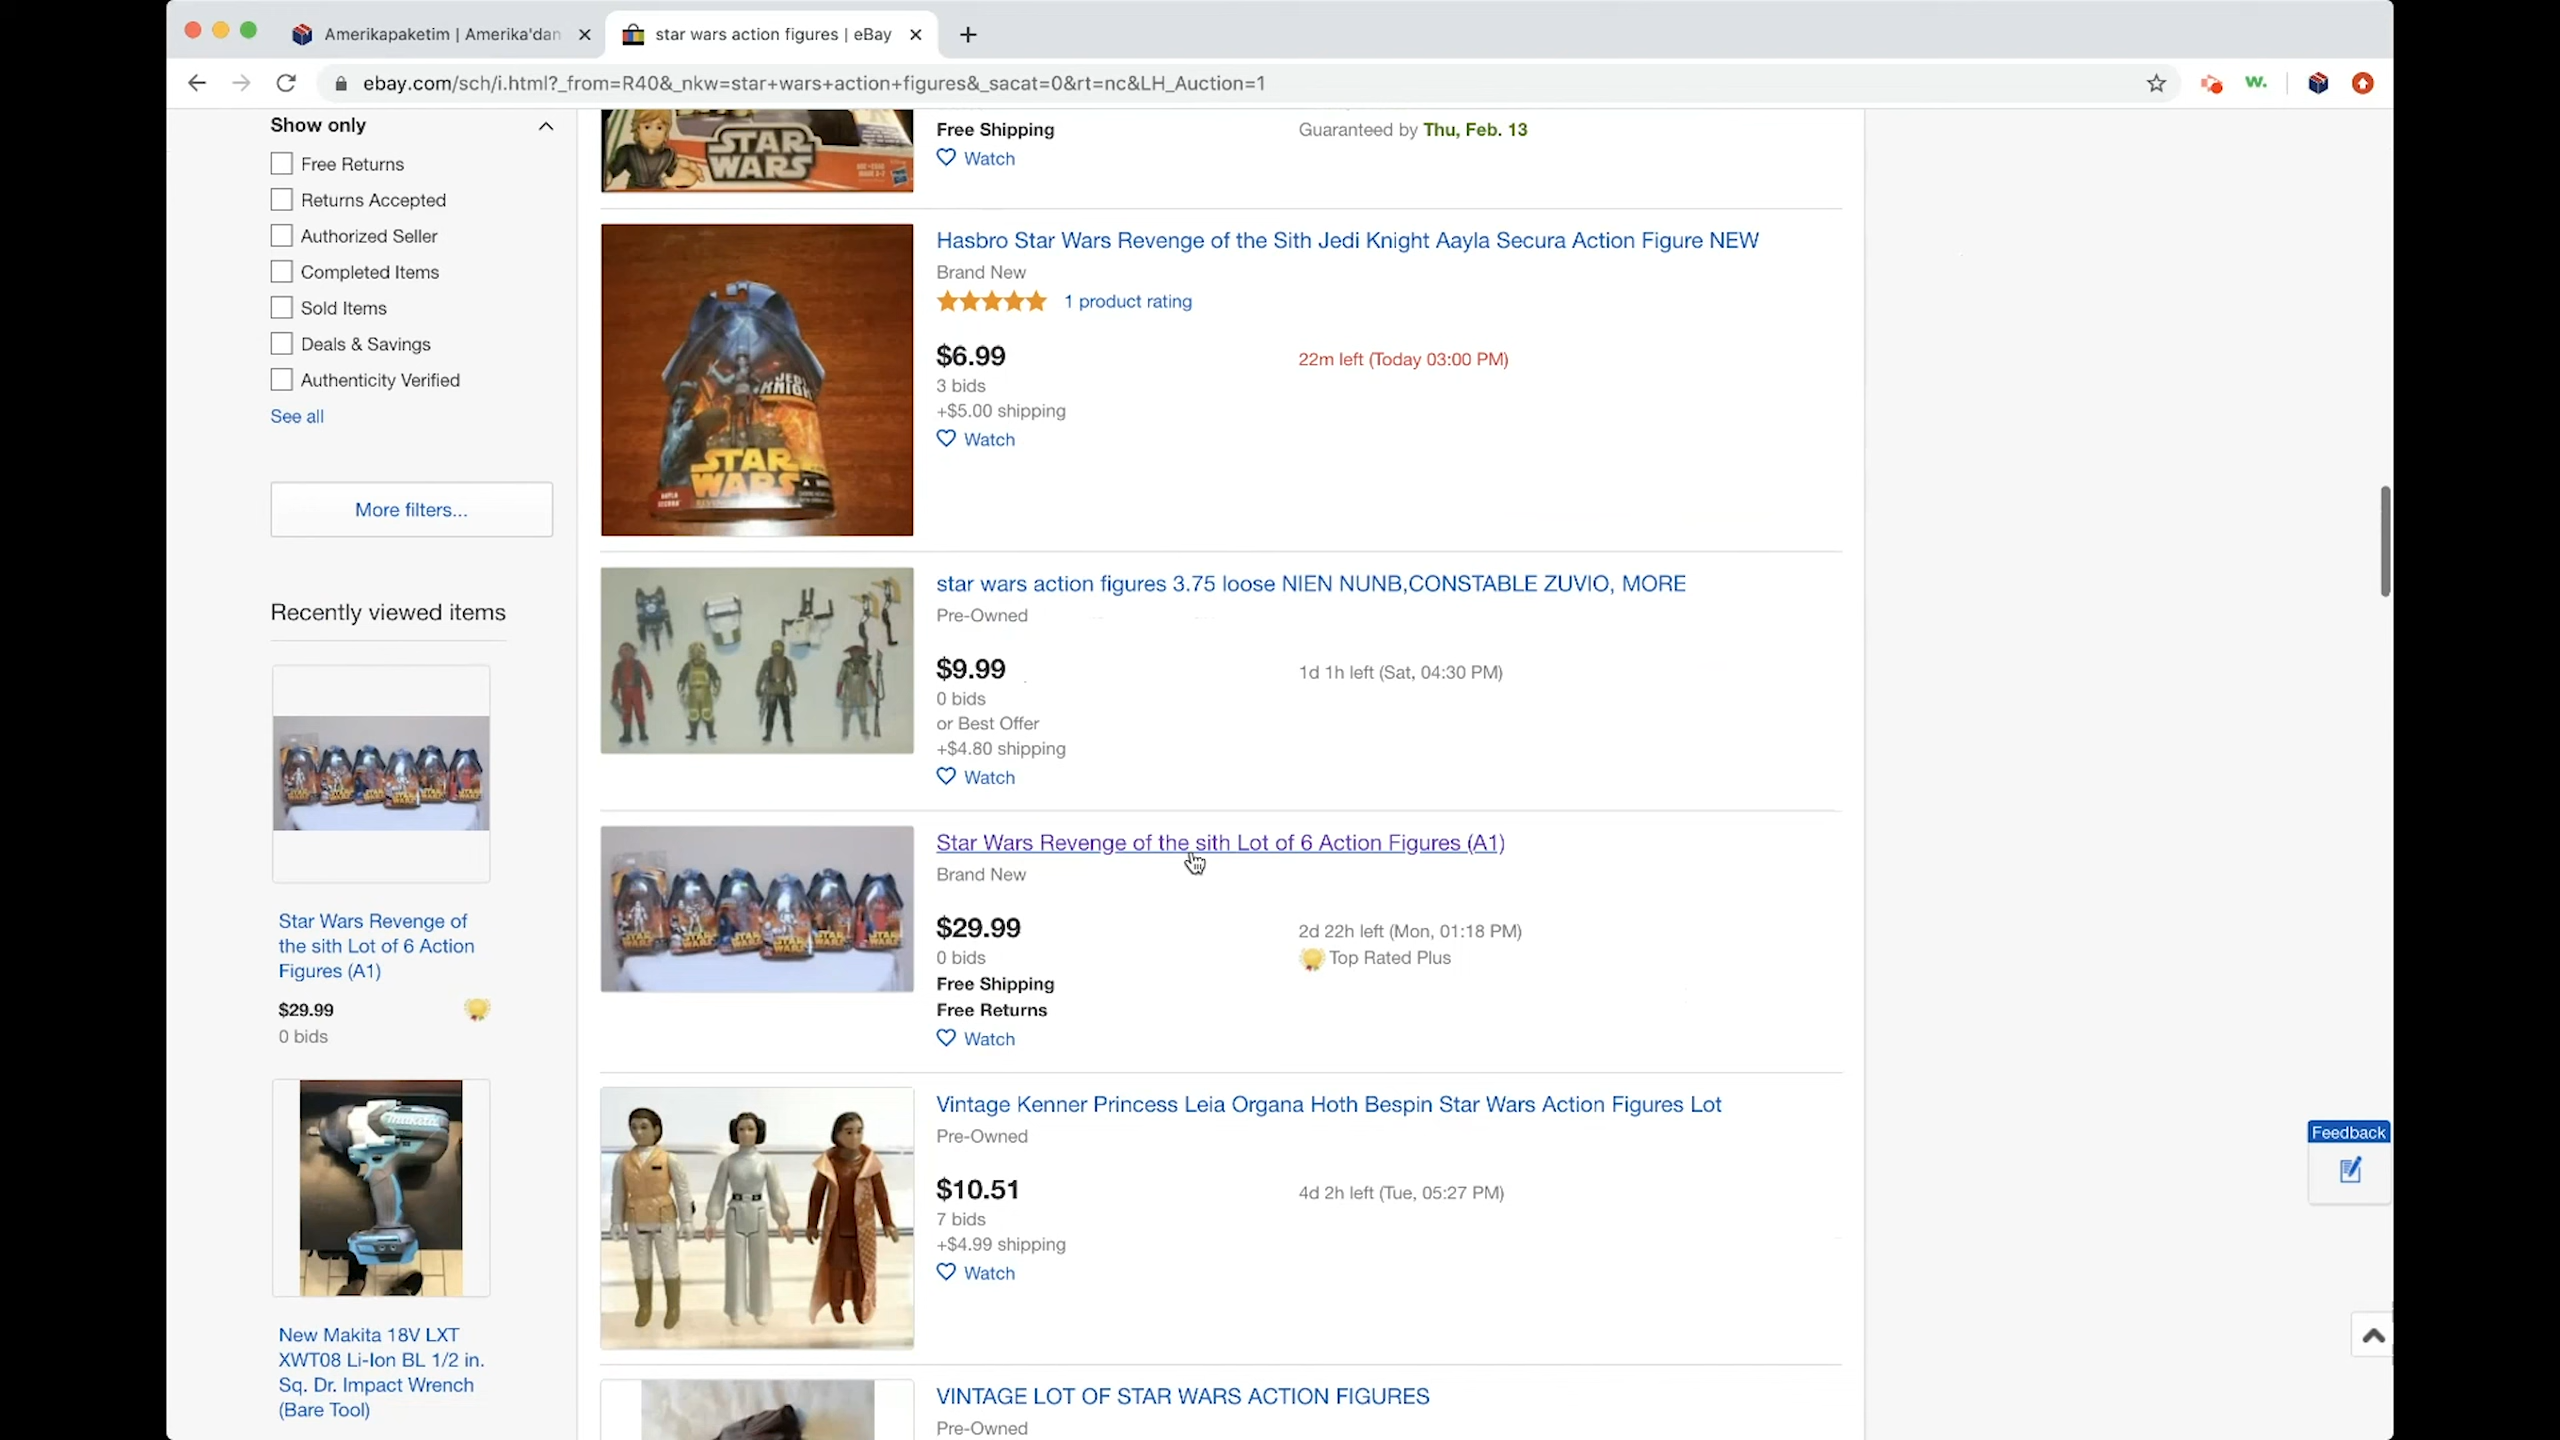 Amerikapaketim | Amerika'dan
star wars action figures | eBay
ebay.com/sch/i.html?_from=R40&_nkw=star+wars+action+figures&_sacat=0&rt=nc&LH_Auction=1
w.
Show only
Free Returns
Returns Accepted
Authorized Seller
Completed Items
Sold Items
Deals & Savings
Authenticity Verified
See all
More filters...
Recently viewed items
Star Wars Revenge of
the sith Lot of 6 Action
Figures (A1)
$29.99
0 bids
makita
New Makita 18V LXT
XWT08 Li-Ion BL 1/2 in.
Sq. Dr. Impact Wrench
(Bare Tool)
STAR
WARS
Free Shipping
Guaranteed by Thu, Feb. 13
Watch
JEDI
KNIGHT
STAR
WARS
Hasbro Star Wars Revenge of the Sith Jedi Knight Aayla Secura Action Figure NEW
Brand New
1 product rating
$6.99
22m left (Today 03:00 PM)
3 bids
+$5.00 shipping
Watch
star wars action figures 3.75 loose NIEN NUNB,CONSTABLE ZUVIO, MORE
Pre-Owned
$9.99
1d 1h left (Sat, 04:30 PM)
0 bids
or Best Offer
+$4.80 shipping
Watch
Star Wars Revenge of the sith Lot of 6 Action Figures (A1)
Brand New
$29.99
2d 22h left (Mon, 01:18 PM)
0 bids
Top Rated Plus
Free Shipping
Free Returns
Watch
Vintage Kenner Princess Leia Organa Hoth Bespin Star Wars Action Figures Lot
Pre-Owned
$10.51
4d 2h left (Tue, 05:27 PM)
7 bids
+$4.99 shipping
Watch
VINTAGE LOT OF STAR WARS ACTION FIGURES
Pre-Owned
Feedback